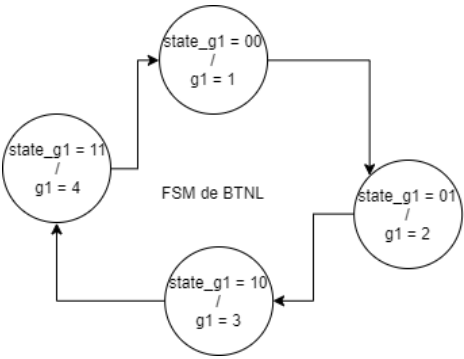 state_g1 = 00
/
g1 = 1
state_g1 = 11
/
g1 = 4
FSM de BTNL
state_g1 = 01
/
g1 = 2
state_g1 = 10
/
g1 = 3